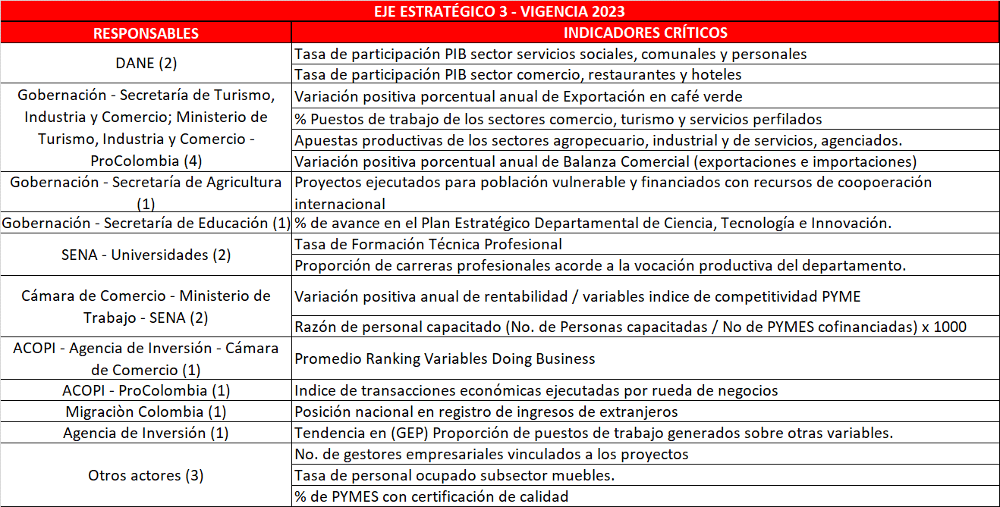 EJE ESTRATÉGICO 3 - VIGENCIA 2023
RESPONSABLES
INDICADORES CRÍTICOS
DANE (2)
Tasa de participación PIB sector servicios sociales, comunales y personales
Tasa de participación PIB sector comercio, restaurantes y hoteles
Gobernación - Secretaría de Turismo,
Industria y Comercio; Ministerio de
Turismo, Industria y Comercio -
ProColombia (4)
Variación positiva porcentual anual de Exportación en café verde
% Puestos de trabajo de los sectores comercio, turismo y servicios perfilados
Apuestas productivas de los sectores agropecuario, industrial y de servicios, agenciados.
Variación positiva porcentual anual de Balanza Comercial (exportaciones e importaciones)
Gobernación - Secretaría de Agricultura
(1)
Proyectos ejecutados para población vulnerable y financiados con recursos de coopoeración
internacional
Gobernación - Secretaría de Educación (1)
% de avance en el Plan Estratégico Departamental de Ciencia, Tecnología e Innovación.
SENA - Universidades (2)
Tasa de Formación Técnica Profesional
Proporción de carreras profesionales acorde a la vocación productiva del departamento.
Cámara de Comercio - Ministerio de
Trabajo - SENA (2)
Variación positiva anual de rentabilidad / variables indice de competitividad PYME
Razón de personal capacitado (No. de Personas capacitadas / No de PYMES cofinanciadas) x 1000
ACOPI - Agencia de Inversión - Cámara
de Comercio (1)
Promedio Ranking Variables Doing Business
ACOPI - ProColombia (1)
Indice de transacciones económicas ejecutadas por rueda de negocios
Migraciòn Colombia (1)
Posición nacional en registro de ingresos de extranjeros
Agencia de Inversión (1)
Tendencia en (GEP) Proporción de puestos de trabajo generados sobre otras variables.
Otros actores (3)
No. de gestores empresariales vinculados a los proyectos
Tasa de personal ocupado subsector muebles.
% de PYMES con certificación de calidad